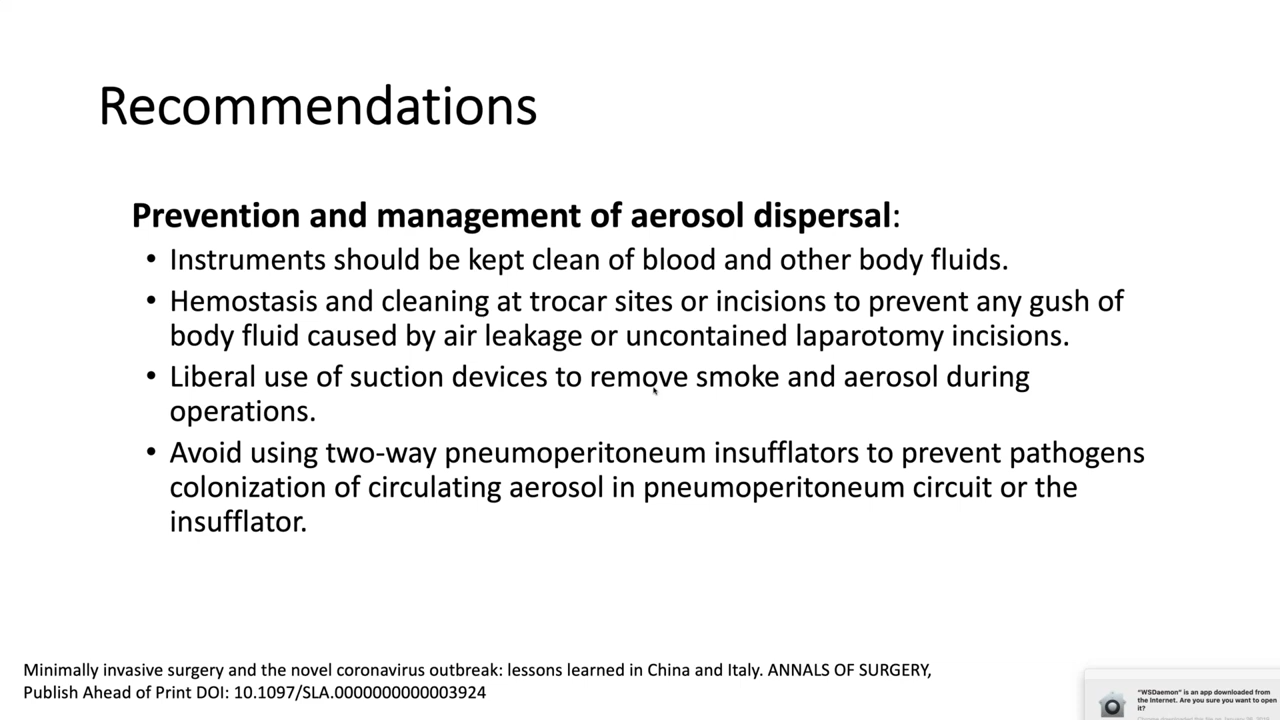 Recommendations
Prevention and management of aerosol dispersal:
• Instruments should be kept clean of blood and other body fluids.
• Hemostasis and cleaning at trocar sites or incisions to prevent any gush of
body fluid caused by air leakage or uncontained laparotomy incisions.
• Liberal use of suction devices to remove smoke and aerosol during
operations.
• Avoid using two-way pneumoperitoneum insufflators to prevent pathogens
colonization of circulating aerosol in pneumoperitoneum circuit or the
insufflator.
Minimally invasive surgery and the novel coronavirus outbreak: lessons learned in China and Italy. ANNALS OF SURGERY,
Publish Ahead of Print DOI: 10.1097/SLA.0000000000003924
"WSDaemon" is an app downloaded from
the Internet. Are you sure you want to open
it?